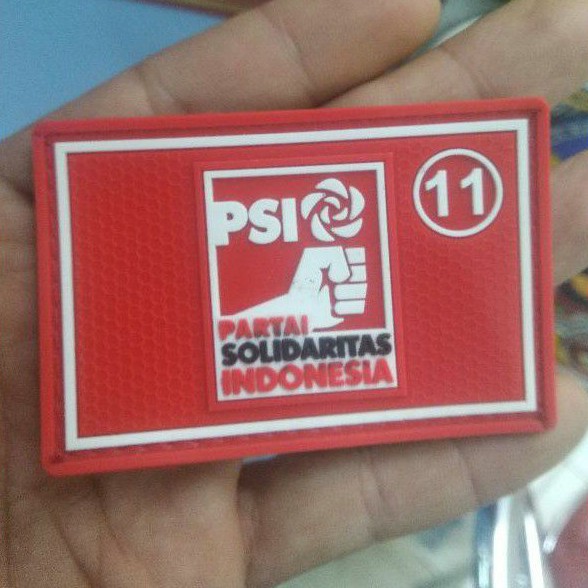 11
PSI
PARTAI
SOLIDARITAS
INDONESIA